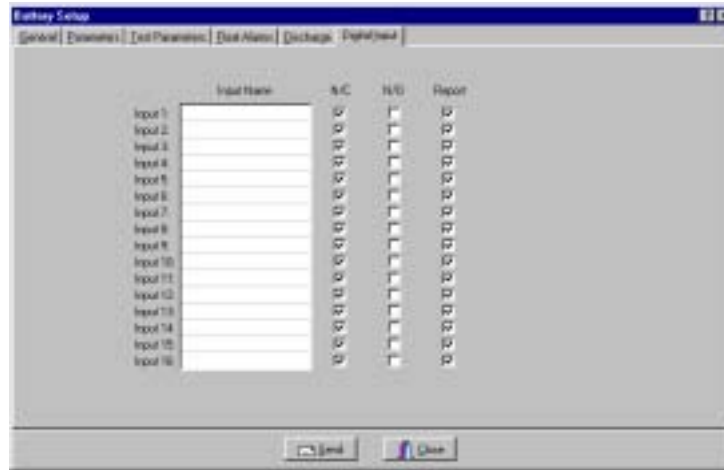 Battery Setup
General Parameters Test Parameters Float Alarms Discharge Digital Input
Input Name N/C N/O Report
Input 1:
Input 2:
Input 3:
Input 4:
Input 5:
Input 6:
Input 7:
Input 8:
Input 9:
Input 10:
Input 11:
Input 12:
Input 13:
Input 14:
Input 15:
Input 16:
Send Close